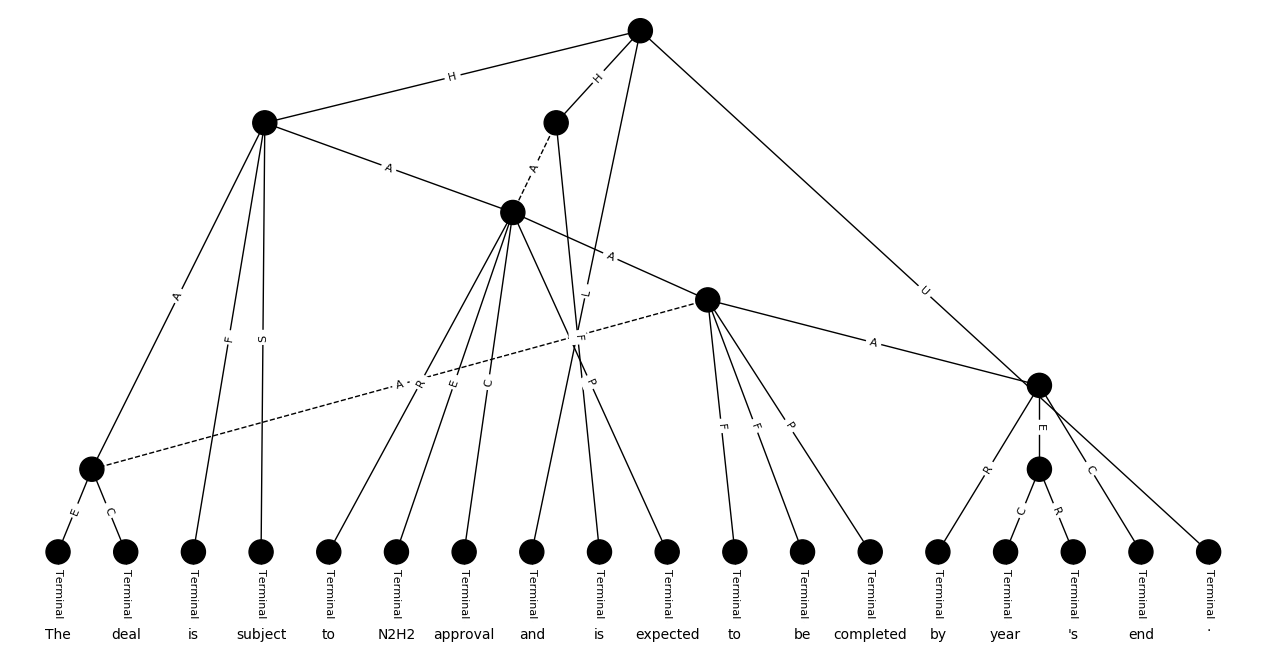 H H
A A
A
A L U
F S F A
A R E C P F F P
R E C
E C C R
Terminal Terminal Terminal Terminal Terminal Terminal Terminal Terminal Terminal Terminal Terminal Terminal Terminal Terminal Terminal Terminal Terminal Terminal
The deal is subject to N2H2 approval and is expected to be completed by year 's end .